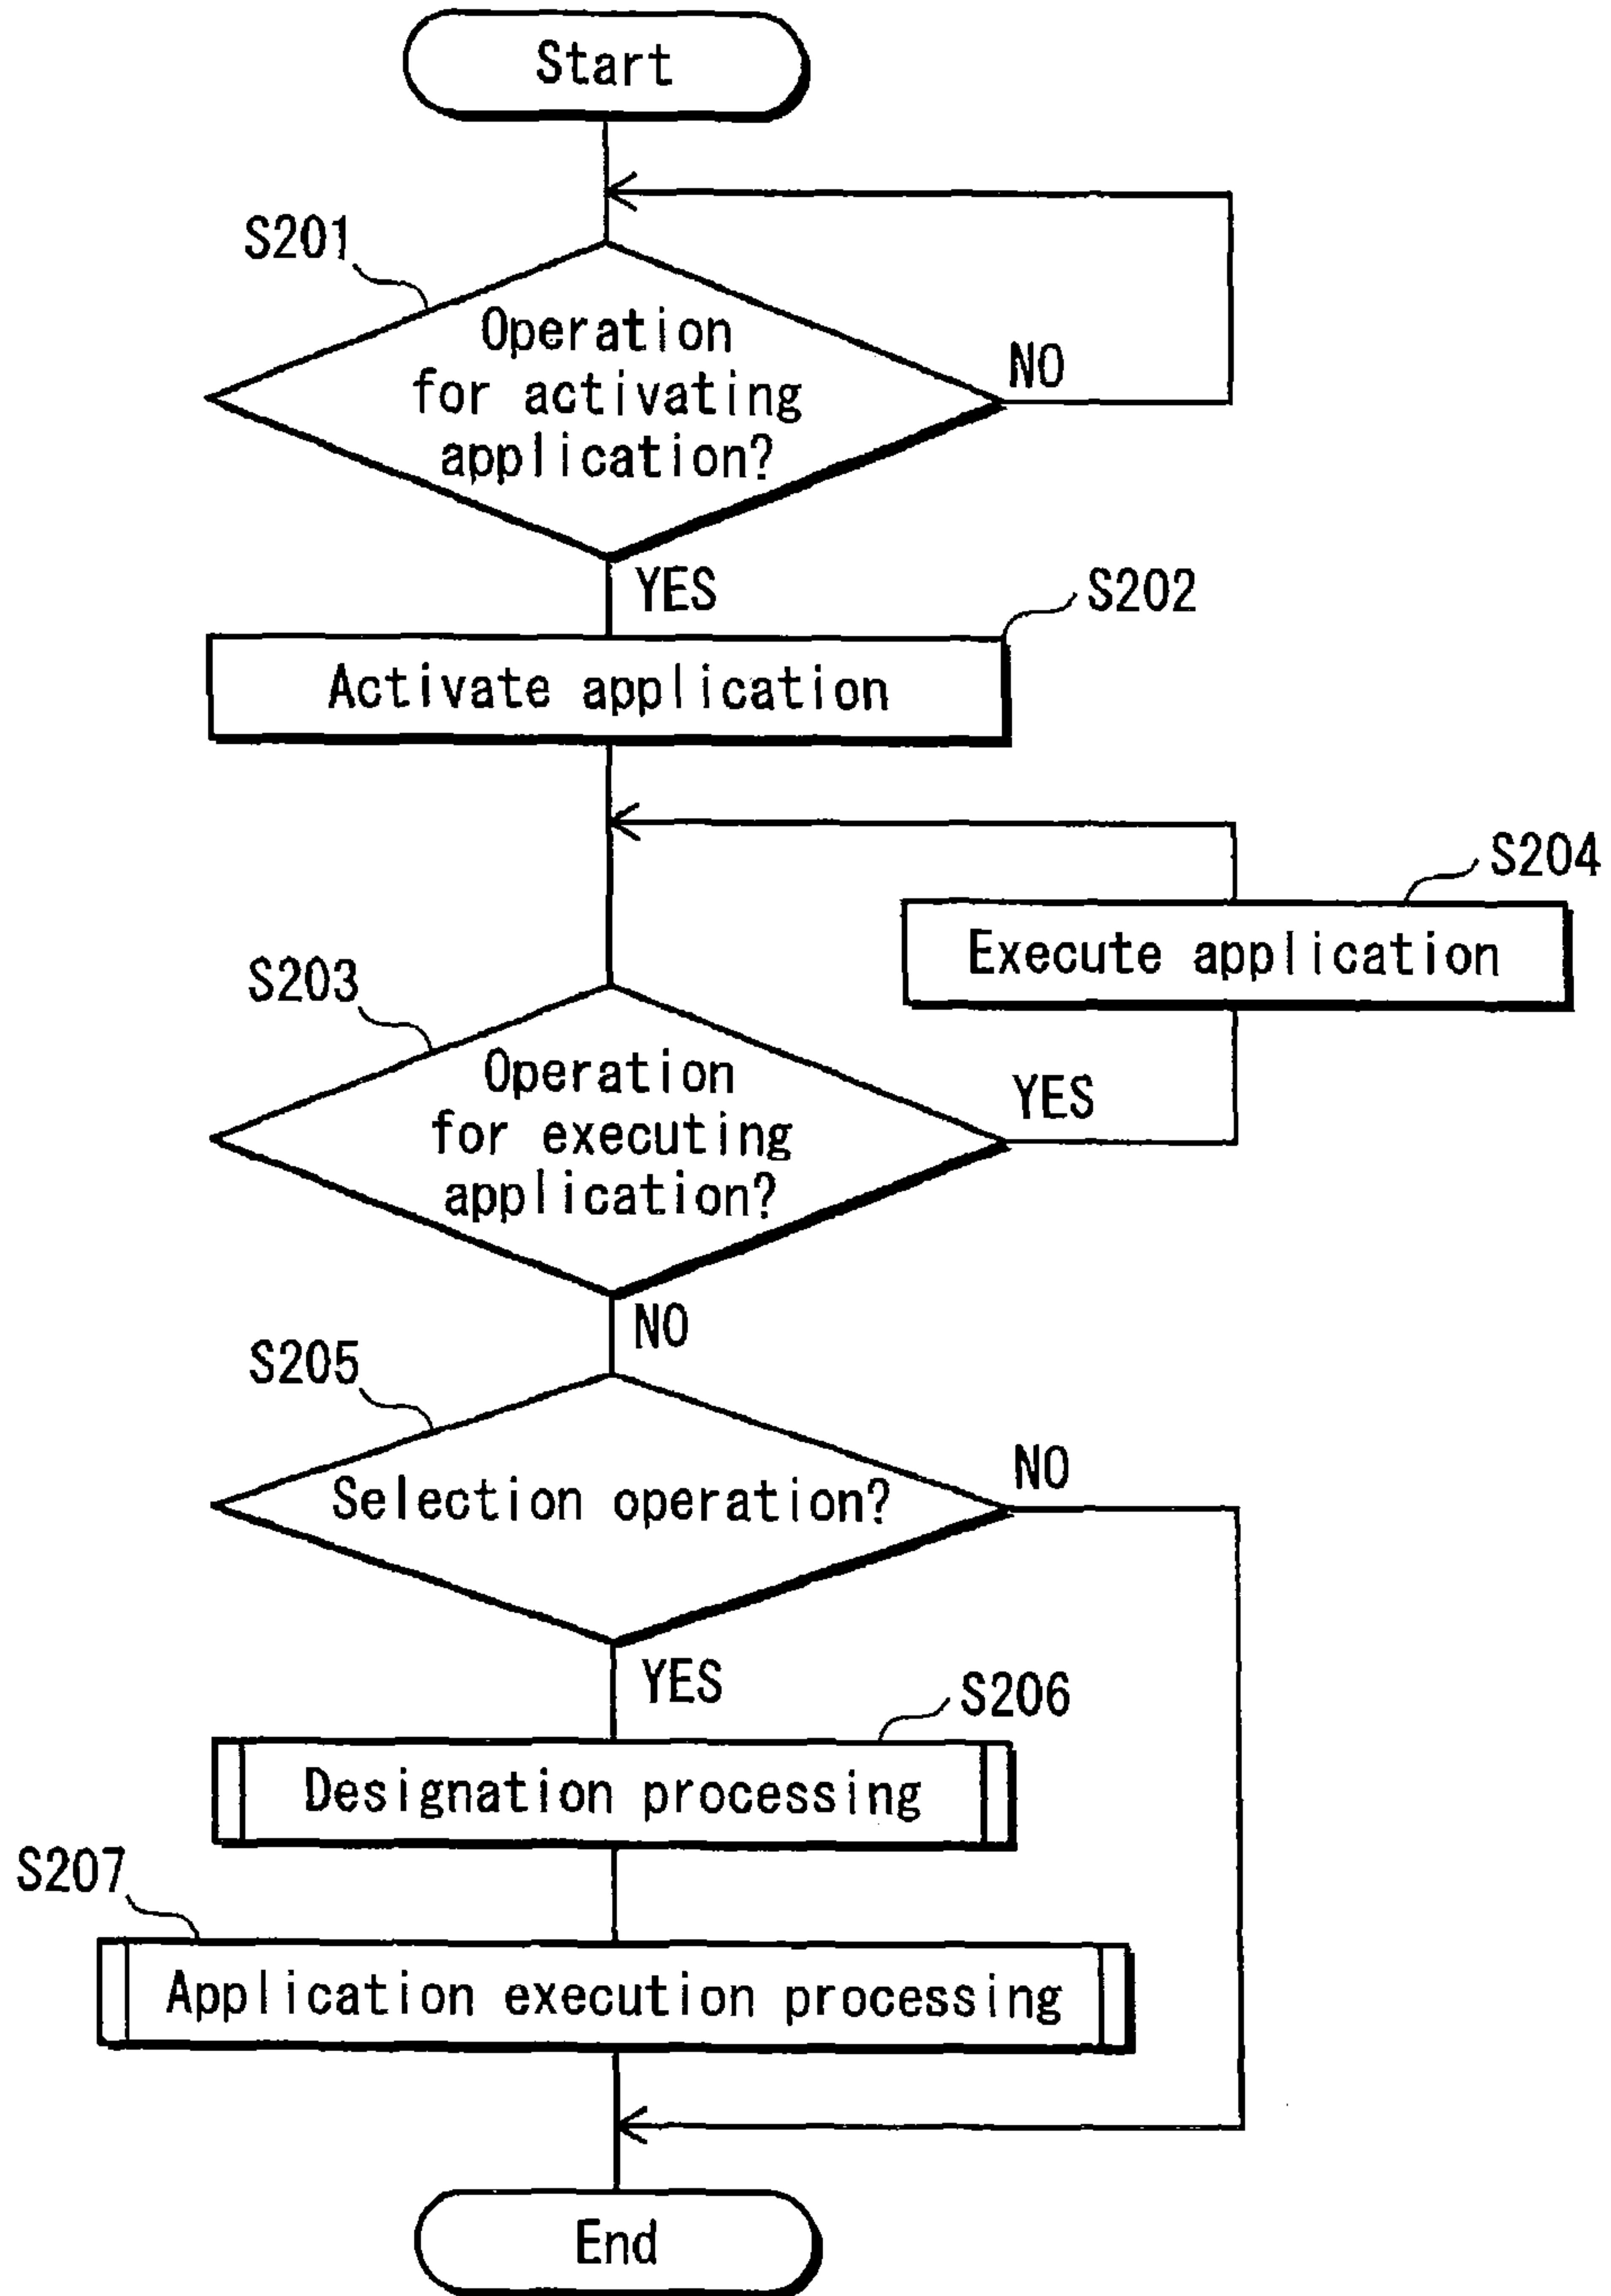 Start
S201
Operation
for activating
application?
NO
YES
S202
Activate application
S204
Execute application
S203
Operation
for executing
application?
YES
NO
S205
Selection operation?
NO
YES
S206
Designation processing
S207
Application execution processing
End